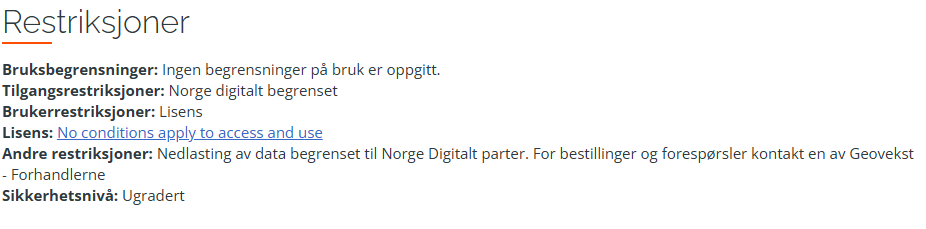 Restriksjoner
Bruksbegrensninger: Ingen begrensninger på bruk er oppgitt.
Tilgangsrestriksjoner: Norge digitalt begrenset
Brukerrestriksjoner: Lisens
Lisens: No conditions apply to access and use
Andre restriksjoner: Nedlasting av data begrenset til Norge Digitalt parter. For bestillinger og forespørsler kontakt en av Geovekst
- Forhandlerne
Sikkerhetsnivå: Ugradert